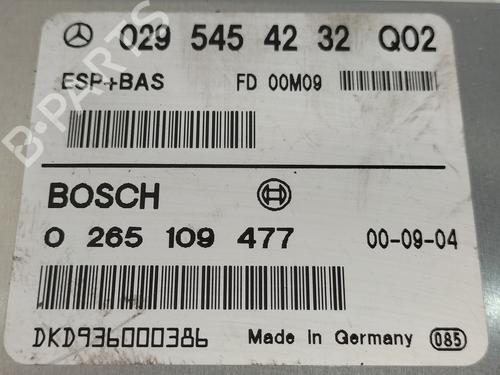 029 545 42 32 Q02
ESP+BAS FD 00M09
BOSCH
0 265 109 477 00-09-04
DKD936000386 Made in Germany 085
B-PARTS